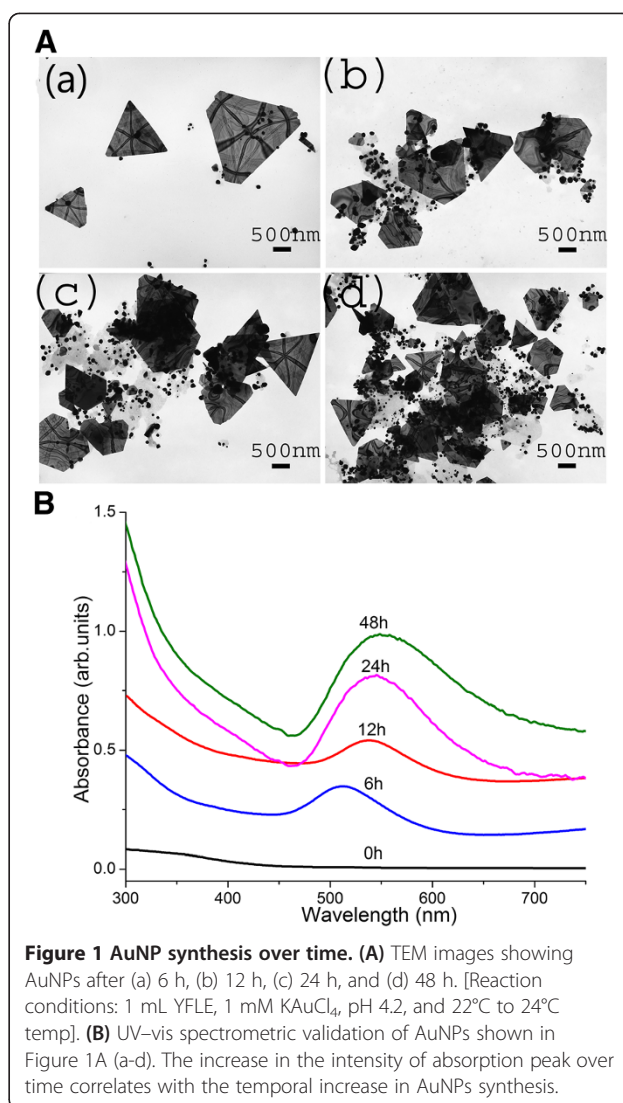 A
(a)
(b)
500nm
500nm
(c)
(d)
500nm
500nm
B
1.5
1.0
0.5
0.0
Absorbance (arb.units)
48h
24h
12h
6h
0h
300 400 500 600 700
Wavelength (nm)
Figure 1 AuNP synthesis over time. (A) TEM images showing
AuNPs after (a) 6 h, (b) 12 h, (c) 24 h, and (d) 48 h. [Reaction
conditions: 1 mL YFLE, 1 mM KAuCl₄, pH 4.2, and 22°C to 24°C
temp]. (B) UV–vis spectrometric validation of AuNPs shown in
Figure 1A (a-d). The increase in the intensity of absorption peak over
time correlates with the temporal increase in AuNPs synthesis.